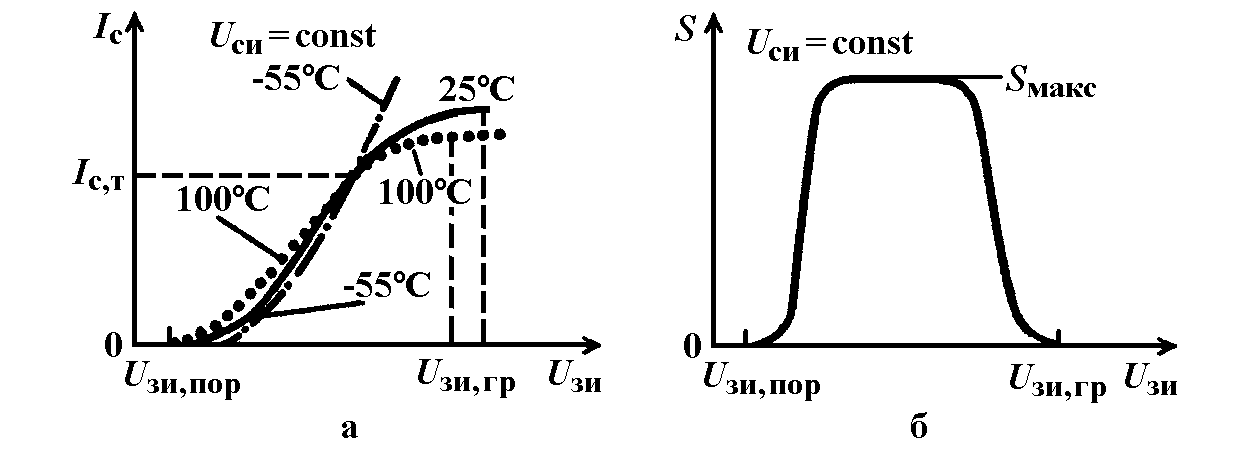 Iс
Uси = const
-55°C
25°C
Iс,т
100°C
100°C
-55°C
0
Uзи,пор
Uзи,гр
Uзи
а
S
Uси = const
Sмакс
0
Uзи,пор
Uзи,гр
Uзи
б